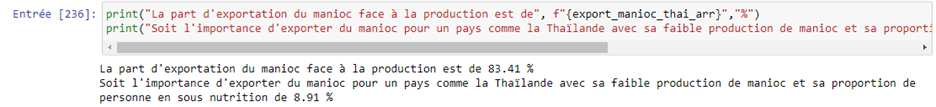 Entrée [236]: print("La part d'exportation du manioc face à la production est de", f"{export_manioc_thai_arr}","%")
print("Soit l'importance d'exporter du manioc pour un pays comme la Thaïlande avec sa faible production de manioc et sa proporti
La part d'exportation du manioc face à la production est de 83.41 %
Soit l'importance d'exporter du manioc pour un pays comme la Thaïlande avec sa faible production de manioc et sa proportion de
personne en sous nutrition de 8.91 %